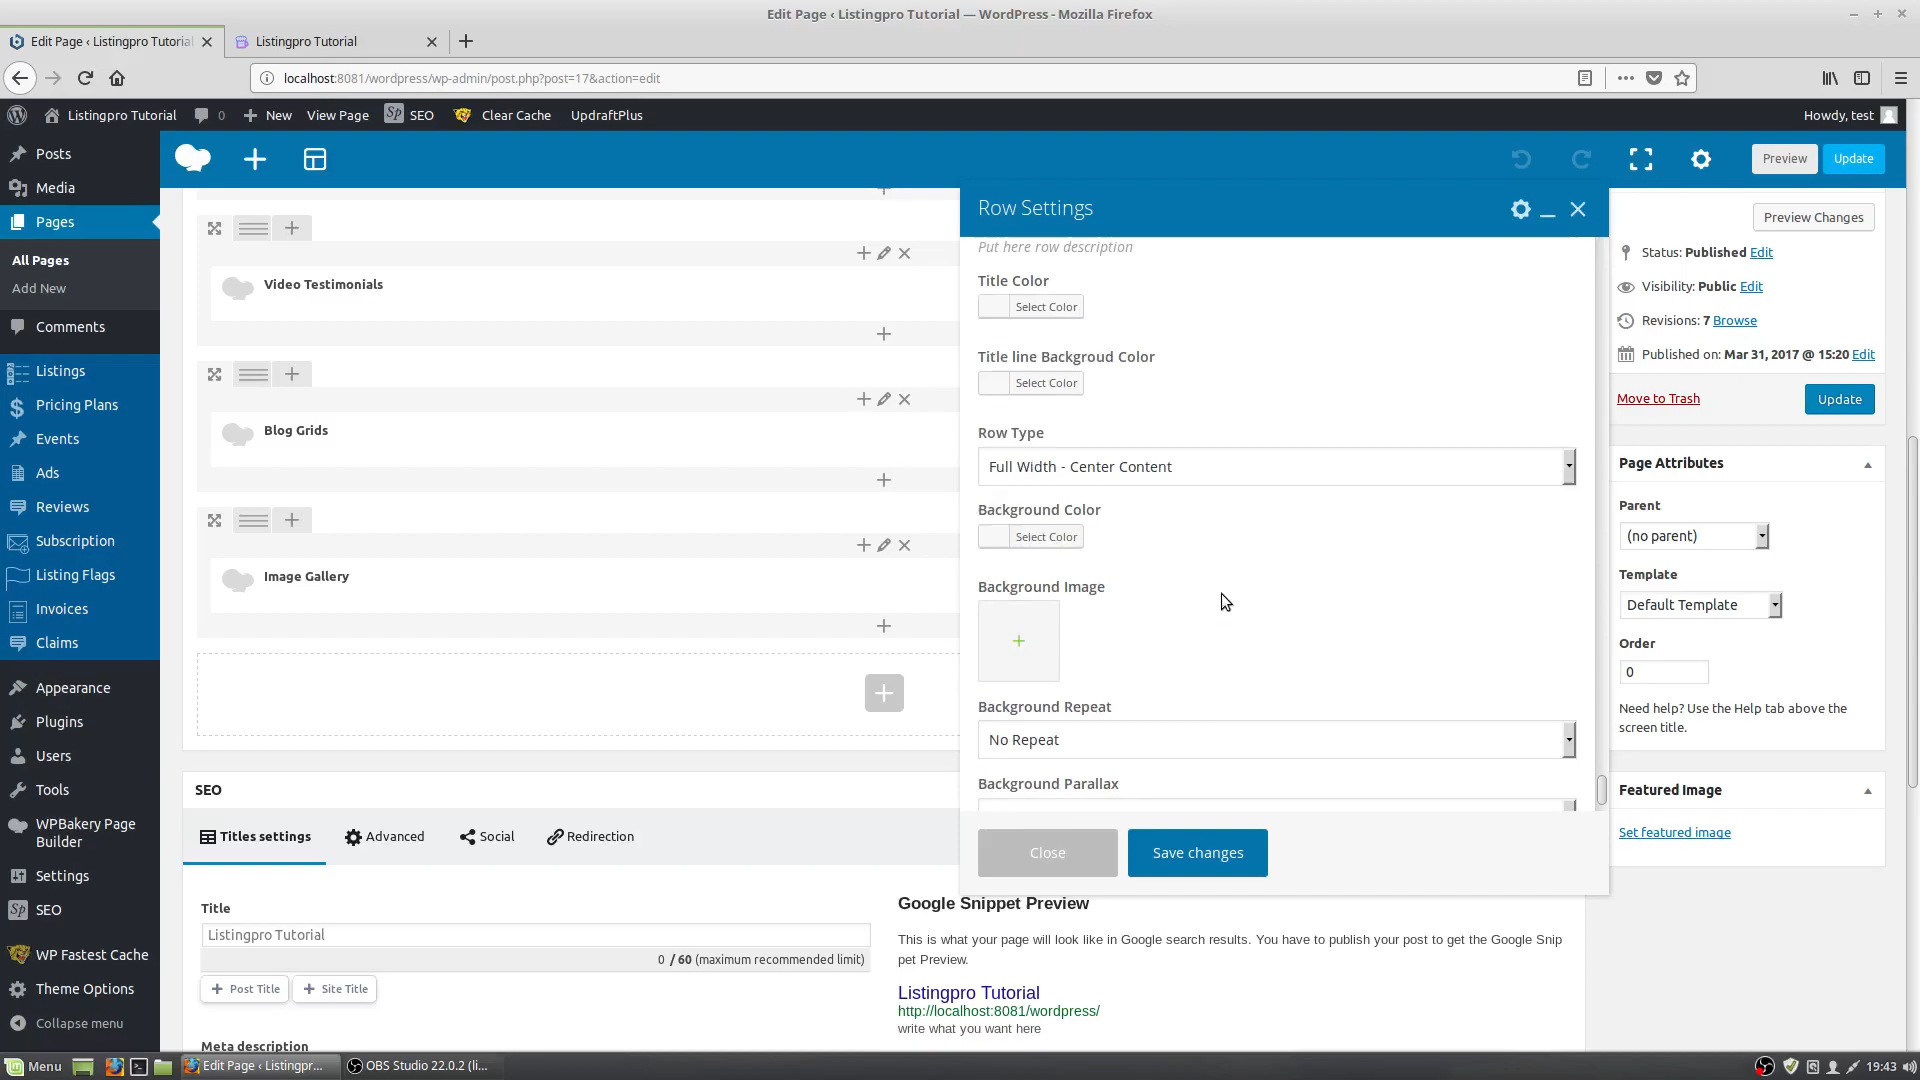 Edit Page ‹ Listingpro Tutorial — WordPress - Mozilla Firefox
Edit Page ‹ Listingpro Tutorial
Listingpro Tutorial
localhost:8081/wordpress/wp-admin/post.php?post=17&action=edit
Listingpro Tutorial
0
New
View Page
Sp
SEO
Clear Cache
UpdraftPlus
Howdy, test
Posts
Media
Pages
All Pages
Add New
Comments
Listings
Pricing Plans
Events
Ads
Reviews
Subscription
Listing Flags
Invoices
Claims
Appearance
Plugins
Users
Tools
WPBakery Page
Builder
Settings
Sp
SEO
WP Fastest Cache
Theme Options
Collapse menu
Preview
Update
Video Testimonials
Blog Grids
Image Gallery
Row Settings
Put here row description
Title Color
Select Color
Title line Backgroud Color
Select Color
Row Type
Full Width - Center Content
Background Color
Select Color
Background Image
Background Repeat
No Repeat
Background Parallax
Close
Save changes
Preview Changes
Status: Published Edit
Visibility: Public Edit
Revisions: 7 Browse
Published on: Mar 31, 2017 @ 15:20 Edit
Move to Trash
Update
Page Attributes
Parent
(no parent)
Template
Default Template
Order
0
Need help? Use the Help tab above the
screen title.
Featured Image
Set featured image
SEO
Titles settings
Advanced
Social
Redirection
Title
Listingpro Tutorial
0 / 60 (maximum recommended limit)
Post Title
Site Title
Meta description
Google Snippet Preview
This is what your page will look like in Google search results. You have to publish your post to get the Google Snip
pet Preview.
Listingpro Tutorial
http://localhost:8081/wordpress/
write what you want here
Menu
Edit Page ‹ Listingpr...
OBS Studio 22.0.2 (li...
19:43